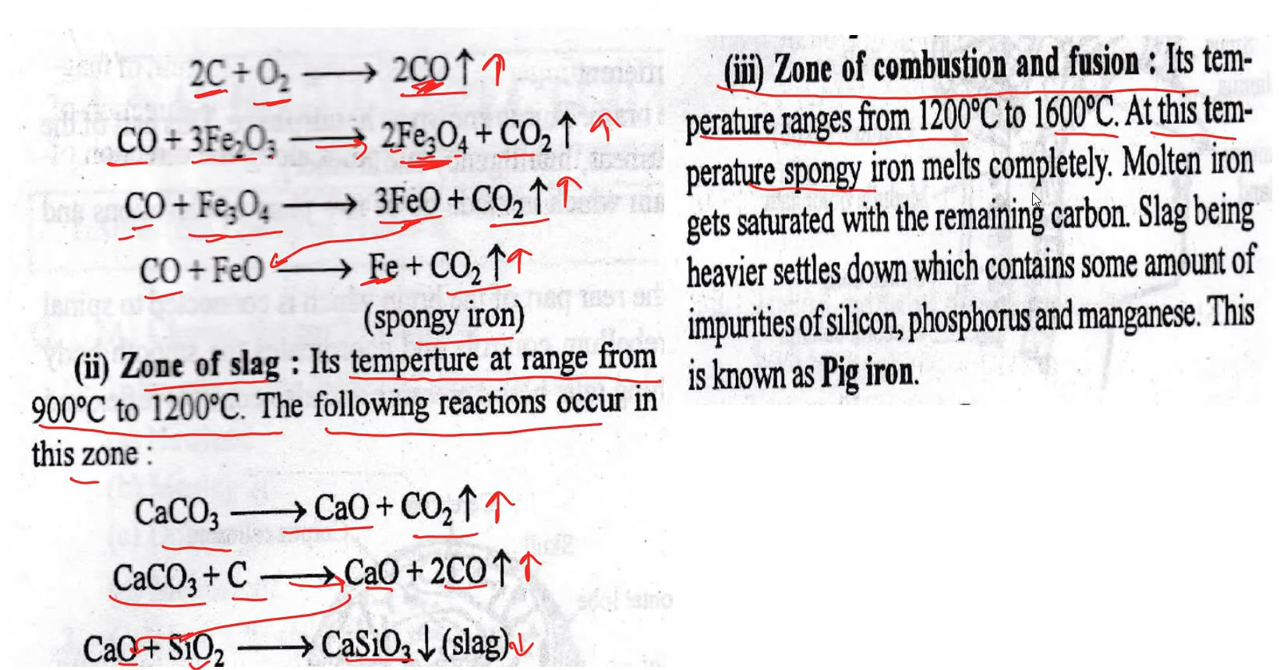 2C + O₂ ⟶ 2CO ↑ ↑
CO + 3Fe₂O₃ ⟶ 2Fe₃O₄ + CO₂ ↑ ↑
CO + Fe₃O₄ ⟶ 3FeO + CO₂ ↑ ↑
CO + FeO ⟶ Fe + CO₂ ↑ ↑
(spongy iron)
(ii) Zone of slag : Its temperture at range from
900°C to 1200°C. The following reactions occur in
this zone :
CaCO₃ ⟶ CaO + CO₂ ↑ ↑
CaCO₃ + C ⟶ CaO + 2CO ↑ ↑
CaO + SiO₂ ⟶ CaSiO₃ ↓ (slag) ↓
(iii) Zone of combustion and fusion : Its tem-
perature ranges from 1200°C to 1600°C. At this tem-
perature spongy iron melts completely. Molten iron
gets saturated with the remaining carbon. Slag being
heavier settles down which contains some amount of
impurities of silicon, phosphorus and manganese. This
is known as Pig iron.